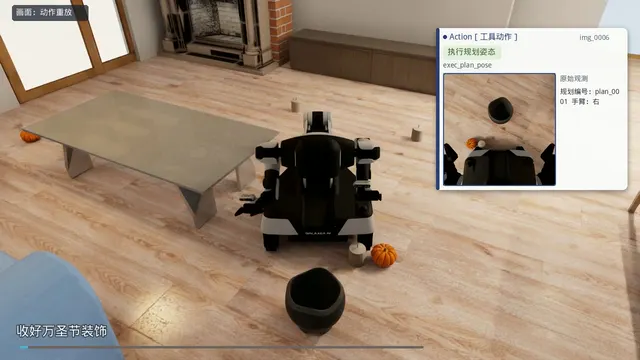 画面：动作重放
Action [ 工具动作 ]
img_0006
执行规划姿态
exec_plan_pose
原始观测
规划编号: plan_00
01 手臂: 右
收好万圣节装饰